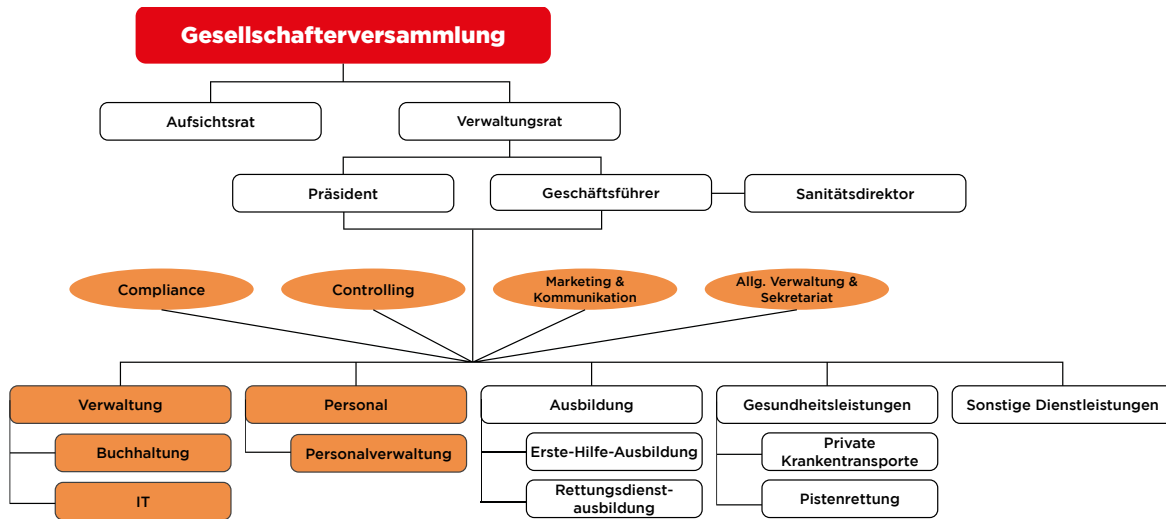 Gesellschafterversammlung
Aufsichtsrat
Verwaltungsrat
Präsident
Geschäftsführer
Sanitätsdirektor
Compliance
Controlling
Marketing &
Kommunikation
Allg. Verwaltung &
Sekretariat
Verwaltung
Personal
Ausbildung
Gesundheitsleistungen
Sonstige Dienstleistungen
Buchhaltung
Personalverwaltung
Erste-Hilfe-Ausbildung
Private
Krankentransporte
IT
Rettungsdienst-
ausbildung
Pistenrettung